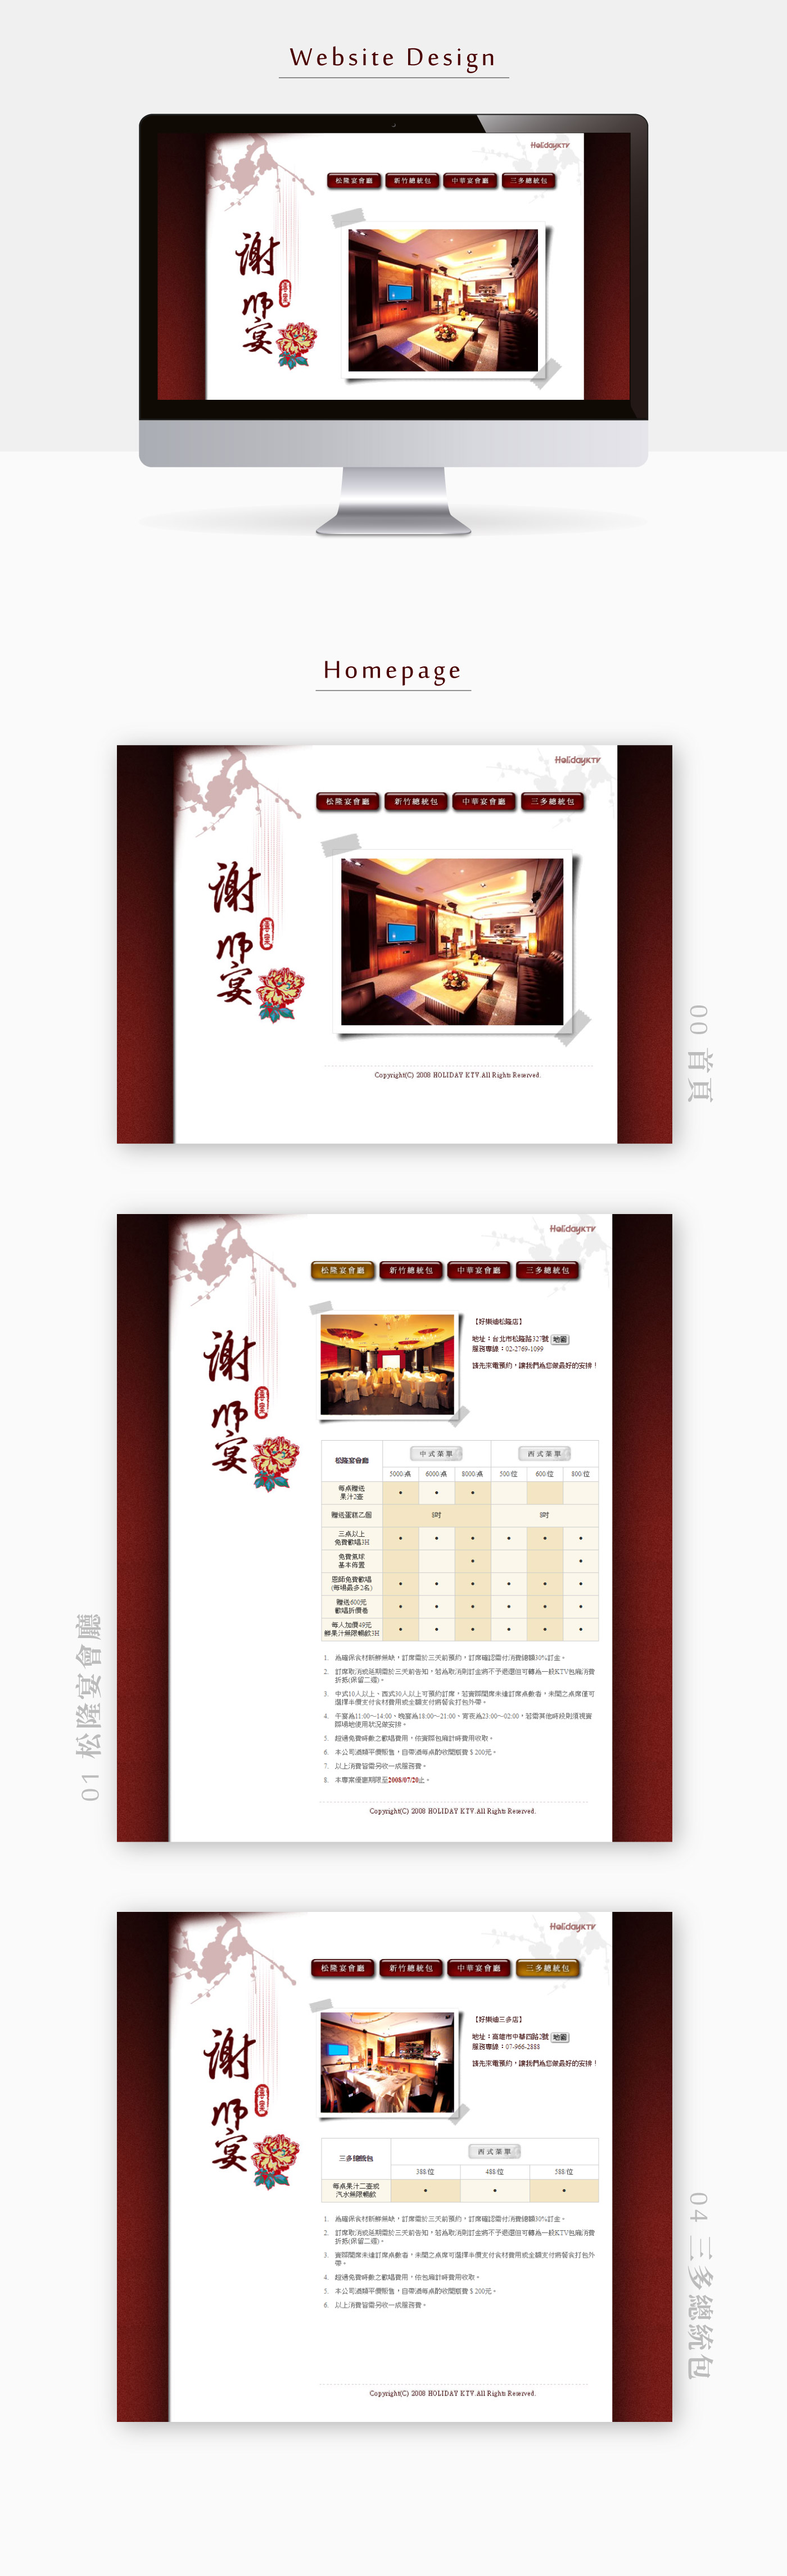 Website Design
HolidayKTV
松隆宴會廳
新竹總統包
中華宴會廳
三多總統包
謝
師
宴
Homepage
HolidayKTV
松隆宴會廳
新竹總統包
中華宴會廳
三多總統包
謝
師
宴
Copyright(C) 2008 HOLIDAY KTV.All Rights Reserved.
00 首頁
HolidayKTV
松隆宴會廳
新竹總統包
中華宴會廳
三多總統包
謝
師
宴
【好樂迪松隆店】
地址：台北市松隆路327號 地圖
服務專線：02-2769-1099
請先來電預約，讓我們為您做最好的安排！
松隆宴會廳
中式菜單
西式菜單
5000/桌 6000/桌 8000/桌 500/位 600/位 800/位
每桌贈送
果汁2壺
贈送蛋糕乙個 8吋 8吋
三桌以上
免費歡唱3H
免費氣球
基本佈置
恩師免費歡唱
(每場最多2名)
贈送600元
歡唱折價卷
每人加價49元
鮮果汁無限暢飲3H
1. 為確保食材新鮮無缺，訂席需於三天前預約，訂席確認需付消費總額30%訂金。
2. 訂席取消或延期需於三天前告知，若為取消則訂金將不予退還但可轉為一般KTV包廂消費
折抵(保留二週)。
3. 中式10人以上、西式30人以上可預約訂席，若實際開席未達訂席桌數者，未開之桌席僅可
選擇半價支付食材費用或全額支付將餐食打包外帶。
4. 午宴為11:00～14:00、晚宴為18:00～21:00、宵夜為23:00～02:00，若需其他時段則須視實
際場地使用狀況做安排。
5. 超過免費時數之歡唱費用，依實際包廂計時費用收取。
6. 本公司酒類平價販售，自帶酒每桌酌收開瓶費＄200元。
7. 以上消費皆需另收一成服務費。
8. 本專案優惠期限至2008/07/20止。
Copyright(C) 2008 HOLIDAY KTV.All Rights Reserved.
01 松隆宴會廳
HolidayKTV
松隆宴會廳
新竹總統包
中華宴會廳
三多總統包
謝
師
宴
【好樂迪三多店】
地址：高雄市中華四路2號 地圖
服務專線：07-966-2888
請先來電預約，讓我們為您做最好的安排！
三多總統包
西式菜單
388/位 488/位 588/位
每桌果汁二壺或
汽水無限暢飲
1. 為確保食材新鮮無缺，訂席需於三天前預約，訂席確認需付消費總額30%訂金。
2. 訂席取消或延期需於三天前告知，若為取消則訂金將不予退還但可轉為一般KTV包廂消費
折抵(保留二週)。
3. 實際開席未達訂席桌數者，未開之桌席可選擇半價支付食材費用或全額支付將餐食打包外
帶。
4. 超過免費時數之歡唱費用，依包廂計時費用收取。
5. 本公司酒類平價販售，自帶酒每桌酌收開瓶費＄200元。
6. 以上消費皆需另收一成服務費。
Copyright(C) 2008 HOLIDAY KTV.All Rights Reserved.
04 三多總統包